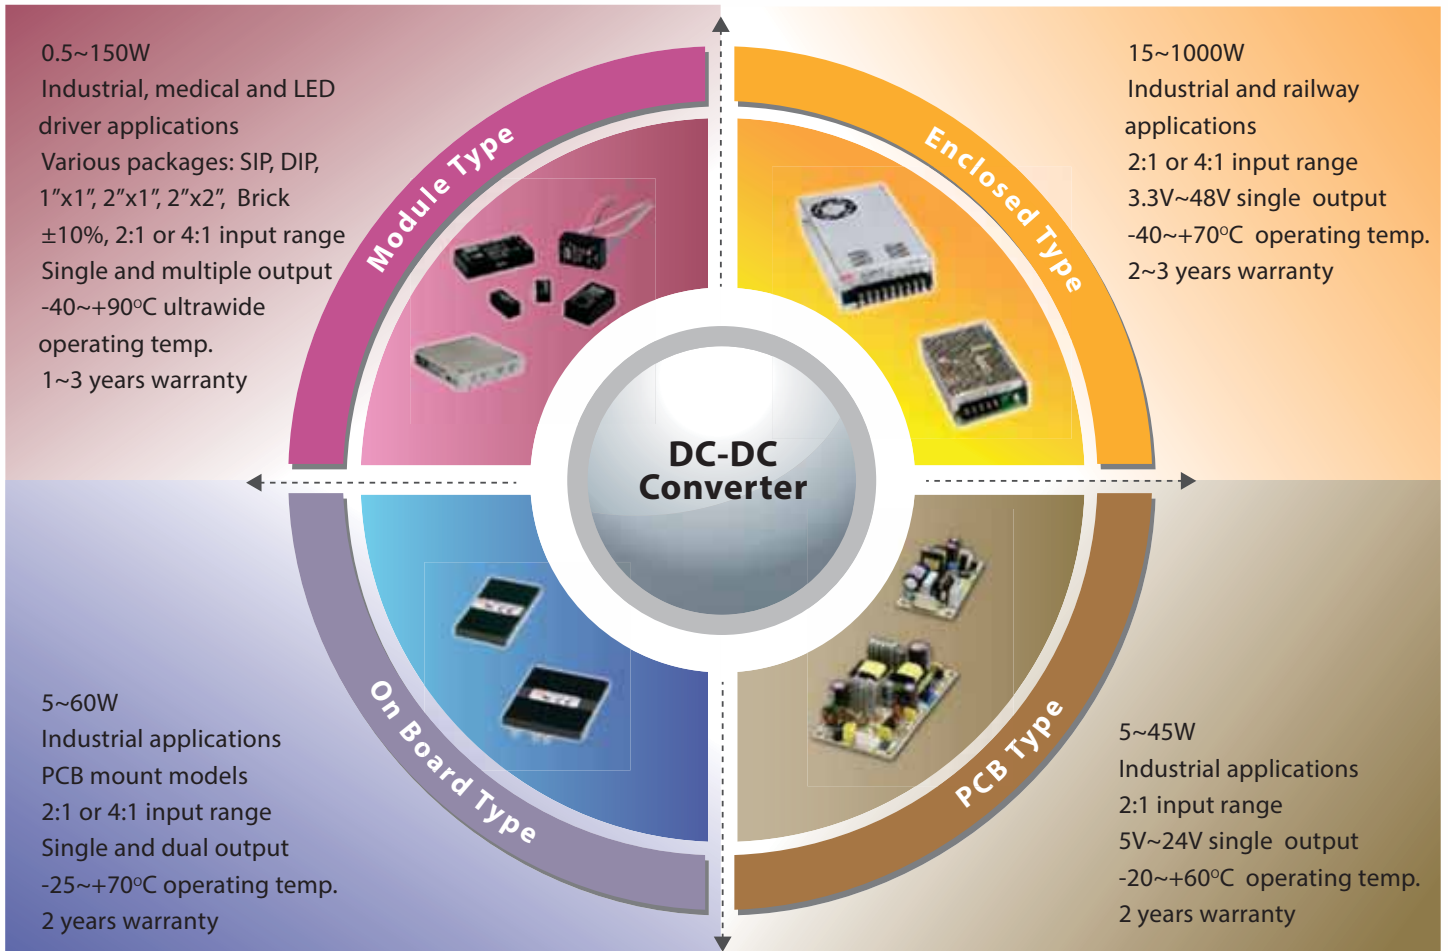 0.5~150W
Industrial, medical and LED
driver applications
Various packages: SIP, DIP,
1”x1”, 2”x1”, 2”x2”, Brick
±10%, 2:1 or 4:1 input range
Single and multiple output
-40~+90°C ultrawide
operating temp.
1~3 years warranty
Module Type
Enclosed Type
15~1000W
Industrial and railway
applications
2:1 or 4:1 input range
3.3V~48V single output
-40~+70°C operating temp.
2~3 years warranty
DC-DC
Converter
5~60W
Industrial applications
PCB mount models
2:1 or 4:1 input range
Single and dual output
-25~+70°C operating temp.
2 years warranty
On Board Type
PCB Type
5~45W
Industrial applications
2:1 input range
5V~24V single output
-20~+60°C operating temp.
2 years warranty